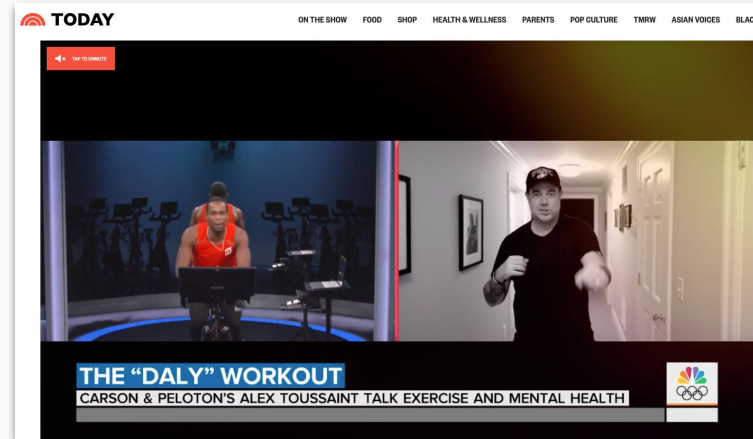 TODAY
ON THE SHOW FOOD SHOP HEALTH & WELLNESS PARENTS POP CULTURE TMRW ASIAN VOICES BLAC
TAP TO UNMUTE
THE “DALY” WORKOUT
CARSON & PELOTON’S ALEX TOUSSAINT TALK EXERCISE AND MENTAL HEALTH